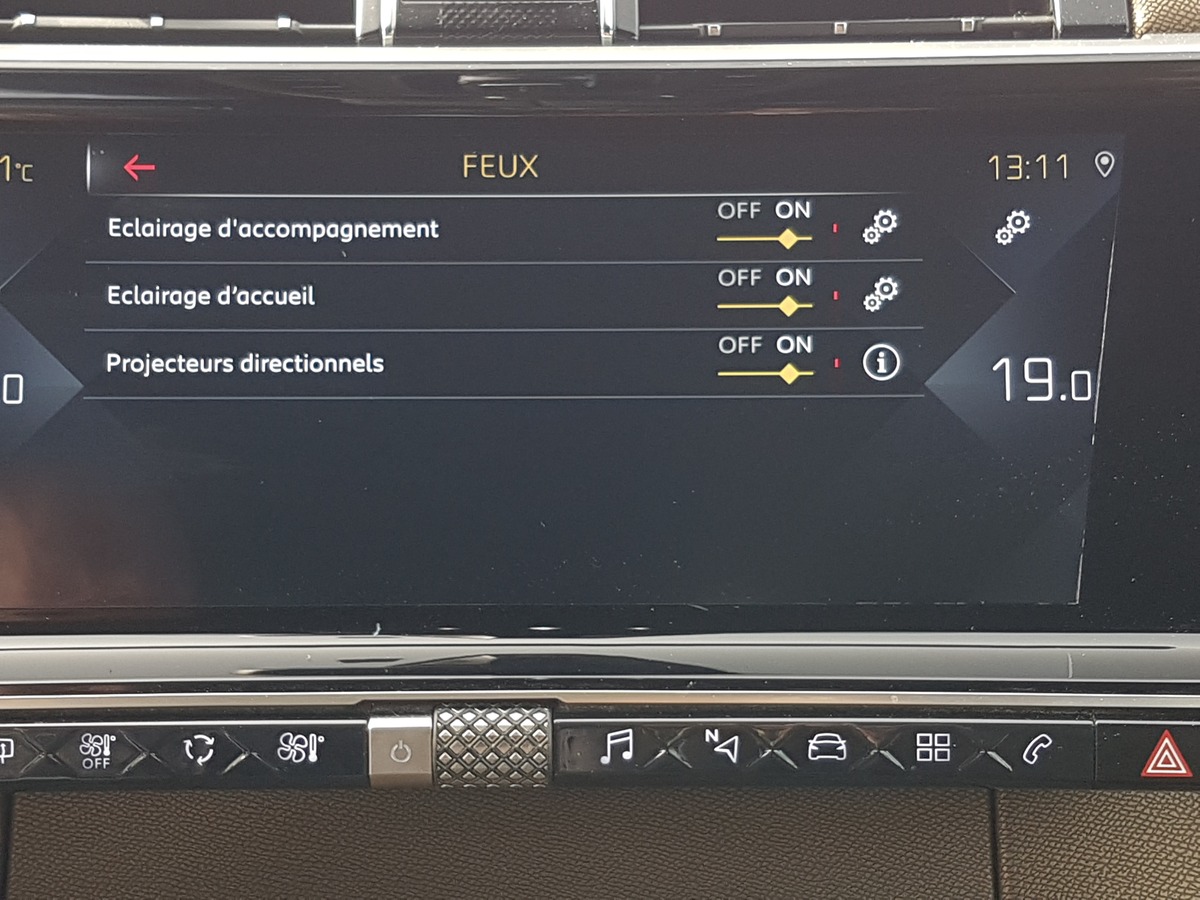 1°C
FEUX
13:11
Eclairage d'accompagnement
OFF ON
Eclairage d'accueil
OFF ON
Projecteurs directionnels
OFF ON
i
0
19.0
OFF
N